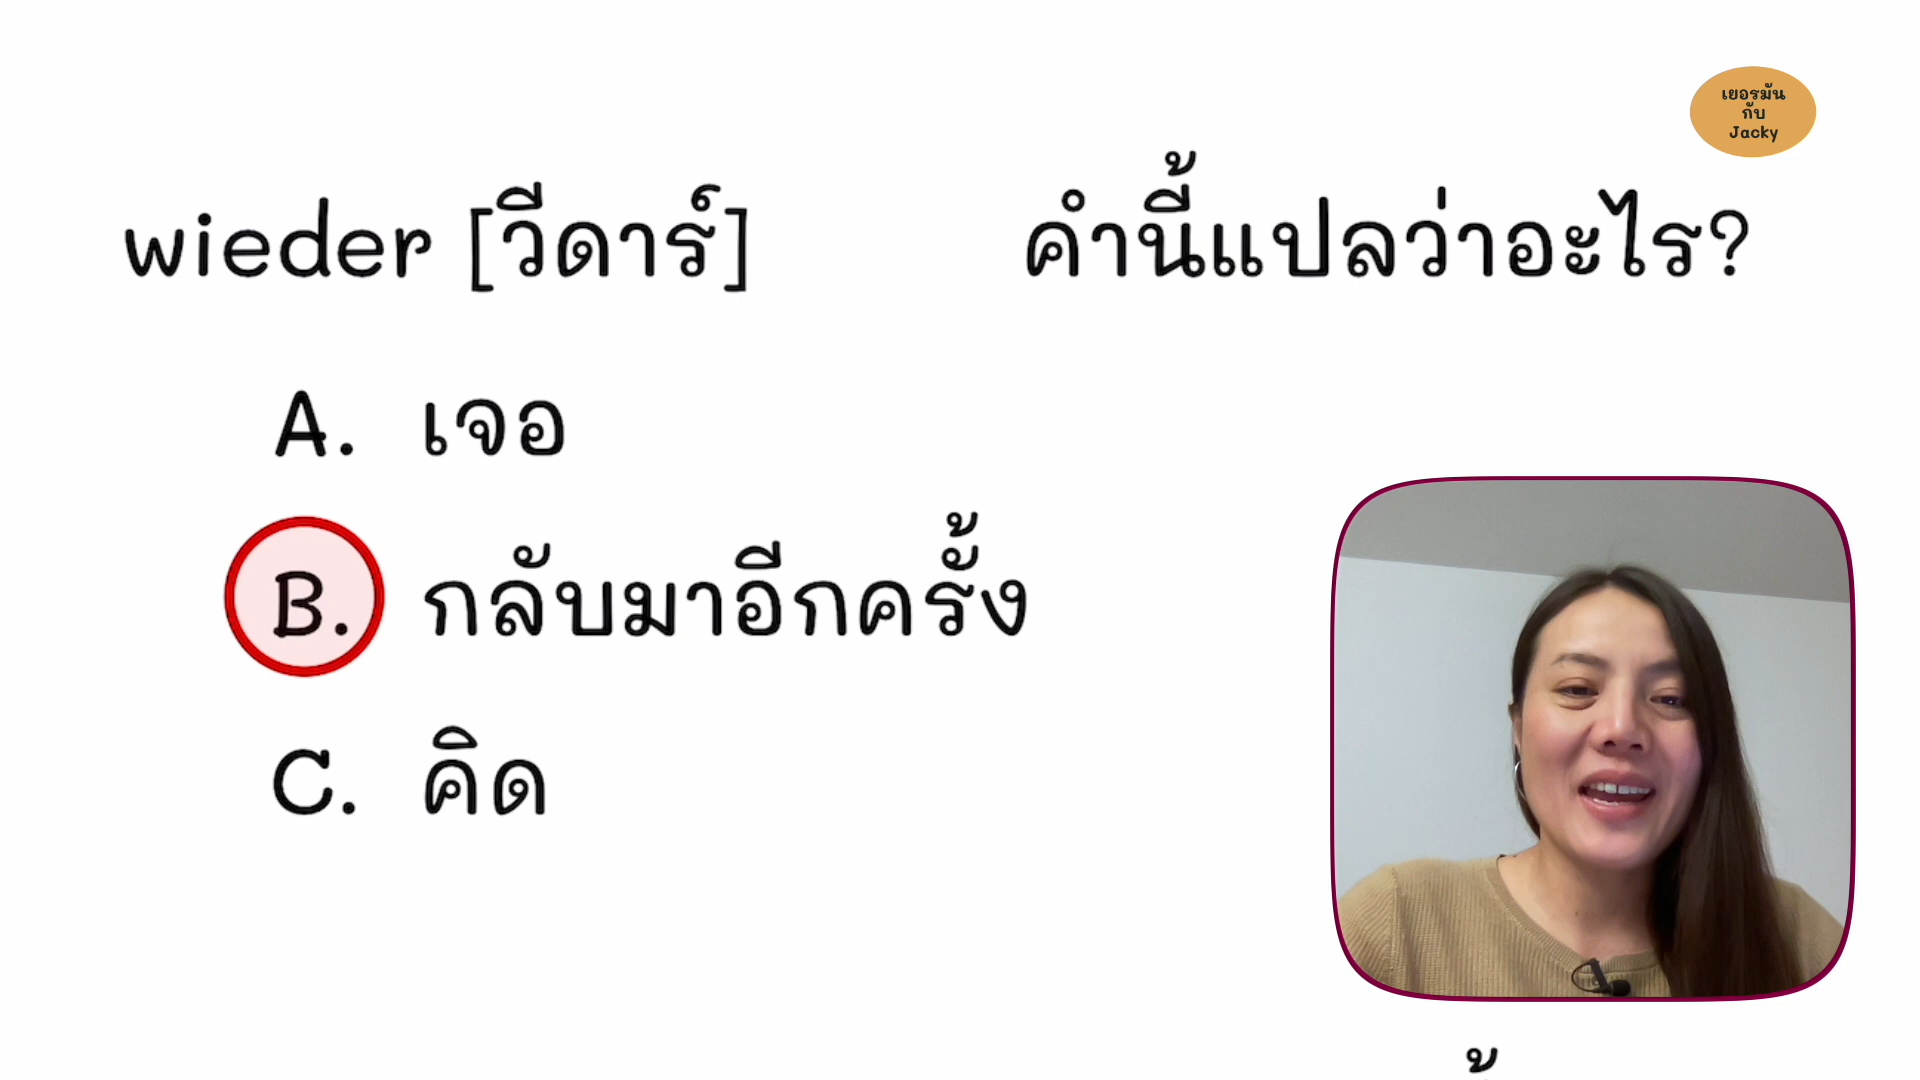 เยอรมัน
กับ
Jacky
wieder [วีดาร์] คำนี้แปลว่าอะไร?
A. เจอ
B. กลับมาอีกครั้ง
C. คิด